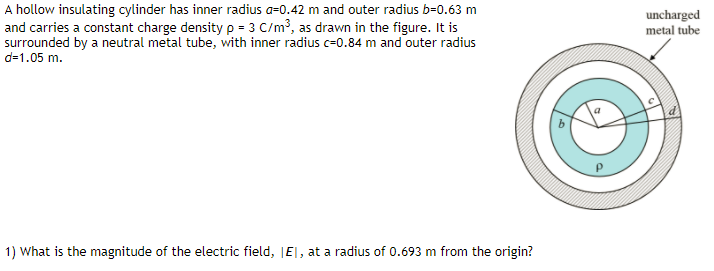 A hollow insulating cylinder has inner radius a=0.42 m and outer radius b=0.63 m
and carries a constant charge density ρ = 3 C/m³, as drawn in the figure. It is
surrounded by a neutral metal tube, with inner radius c=0.84 m and outer radius
d=1.05 m.
uncharged
metal tube
a
b
c
d
ρ
1) What is the magnitude of the electric field, |E|, at a radius of 0.693 m from the origin?